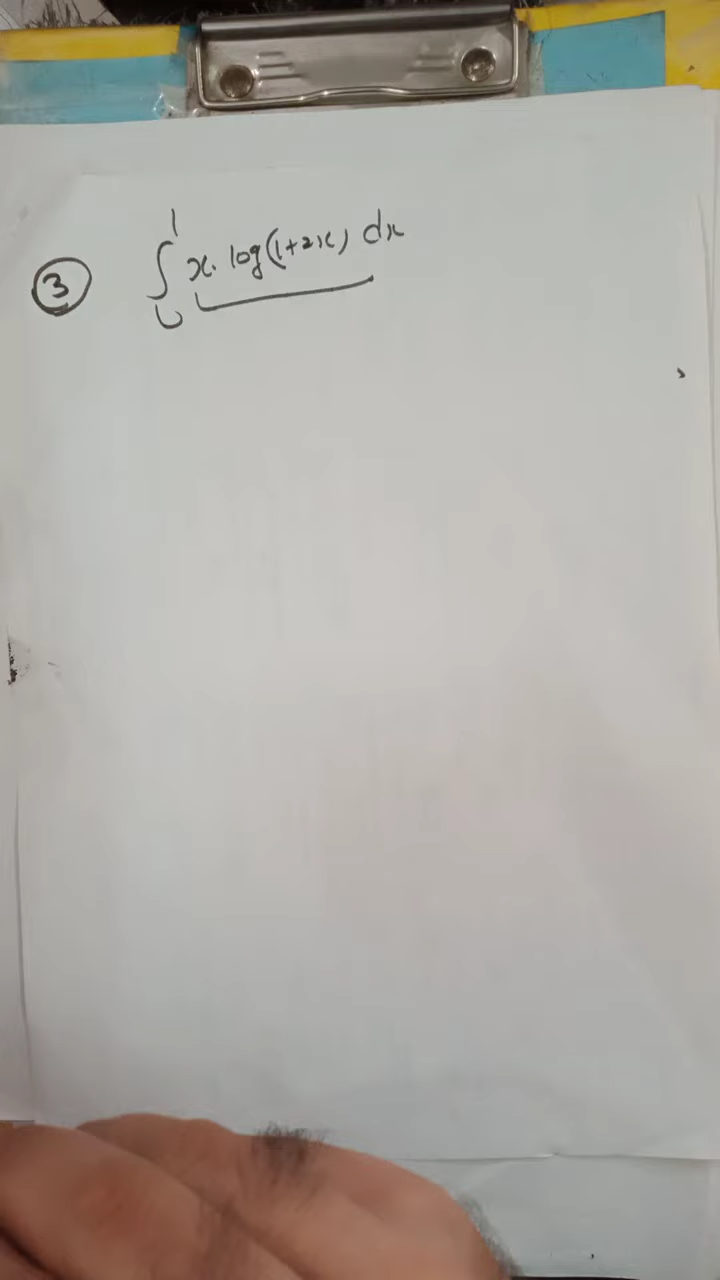 ③ ∫₀¹ x. log(1+2x) dx